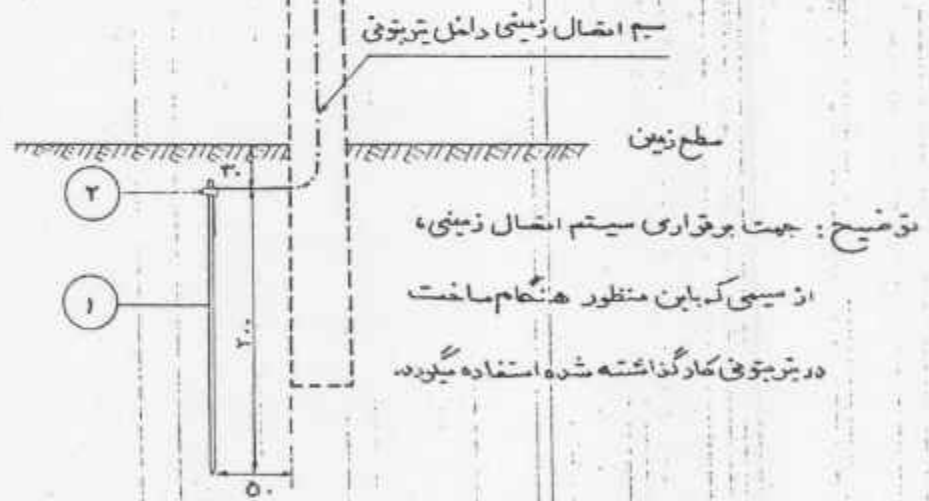 سیم اتصال زمینی داخل تیر بتونی
سطح زمین
۳۰
۲
توضیح : جهت برقراری سیستم اتصال زمینی،
از سیمی که باین منظور هنگام ساخت
۱
۲۰۰
در تیر بتونی کار گذاشته شده استفاده میگردد.
۵۰